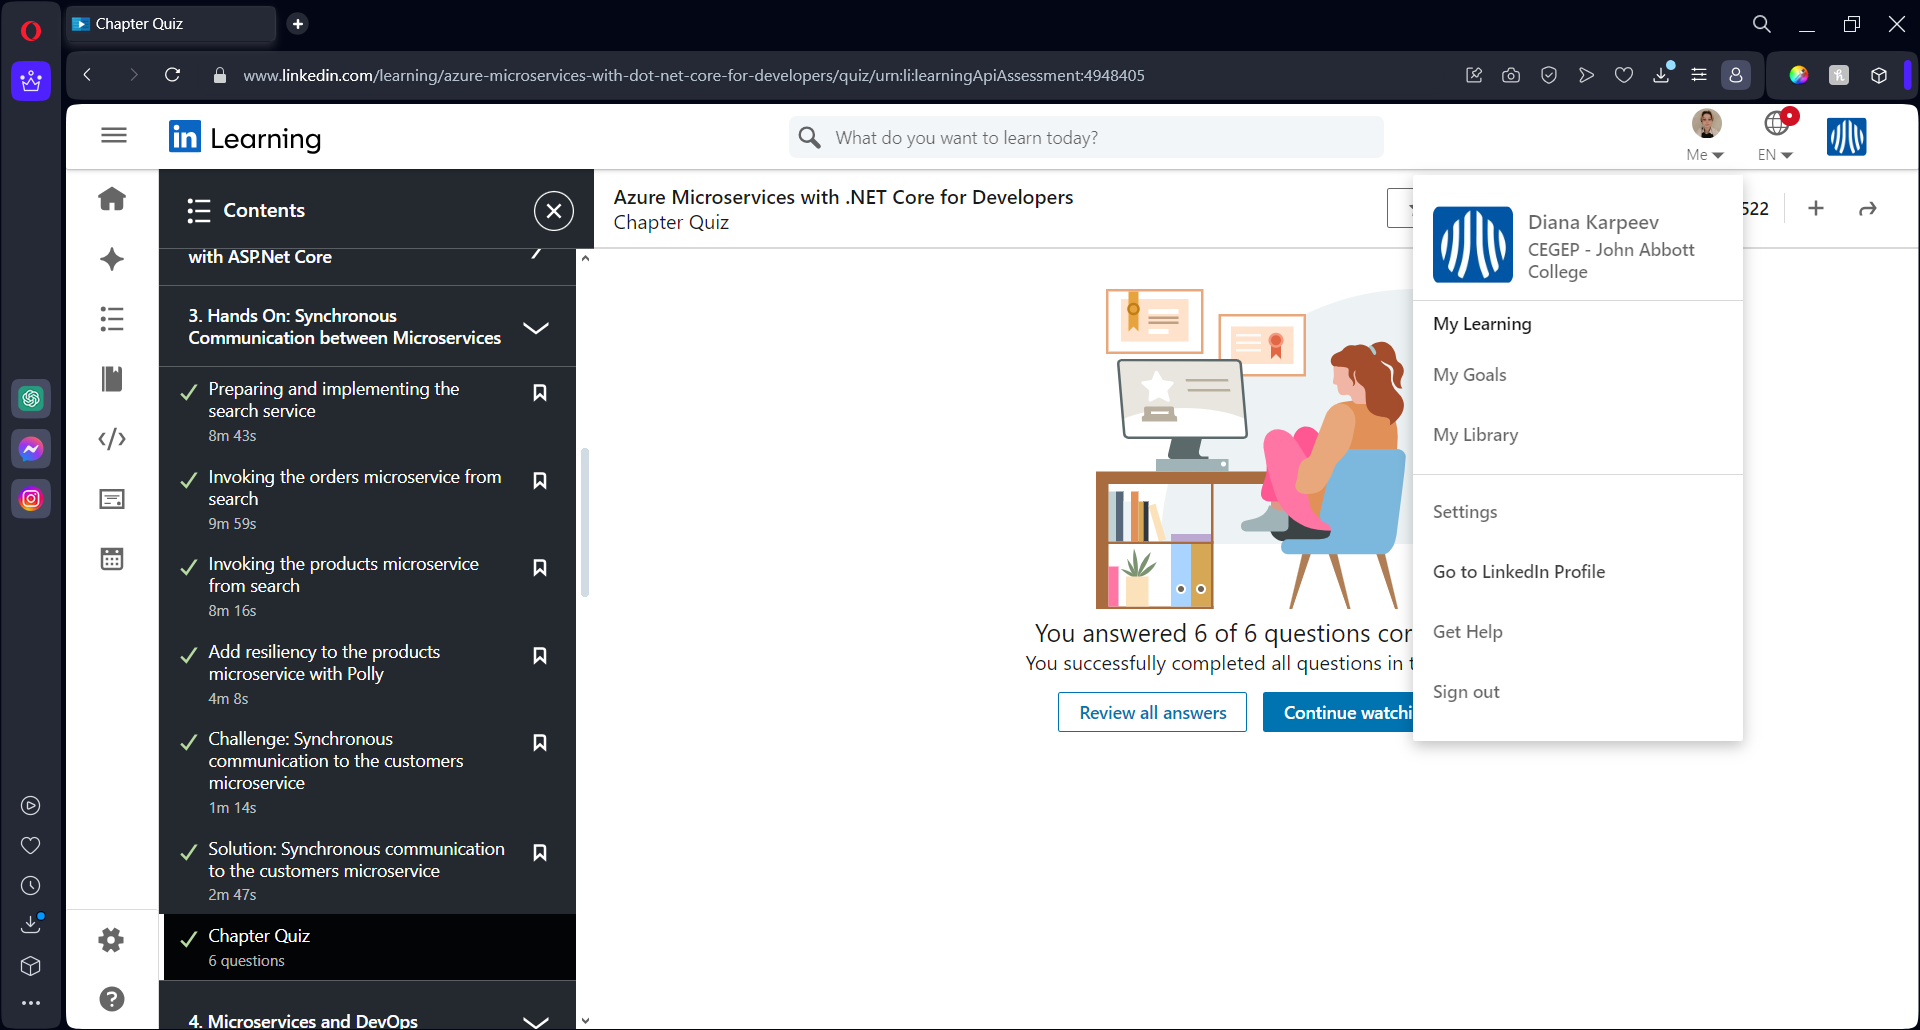 Chapter Quiz
www.linkedin.com/learning/azure-microservices-with-dot-net-core-for-developers/quiz/urn:li:learningApiAssessment:4948405
in Learning
What do you want to learn today?
Me
EN
Contents
with ASP.Net Core
3. Hands On: Synchronous
Communication between Microservices
Preparing and implementing the
search service
8m 43s
Invoking the orders microservice from
search
9m 59s
Invoking the products microservice
from search
8m 16s
Add resiliency to the products
microservice with Polly
4m 8s
Challenge: Synchronous
communication to the customers
microservice
1m 14s
Solution: Synchronous communication
to the customers microservice
2m 47s
Chapter Quiz
6 questions
4. Microservices and DevOps
Azure Microservices with .NET Core for Developers
Chapter Quiz
522
You answered 6 of 6 questions cor
You successfully completed all questions in t
Review all answers
Continue watchi
Diana Karpeev
CEGEP - John Abbott
College
My Learning
My Goals
My Library
Settings
Go to LinkedIn Profile
Get Help
Sign out